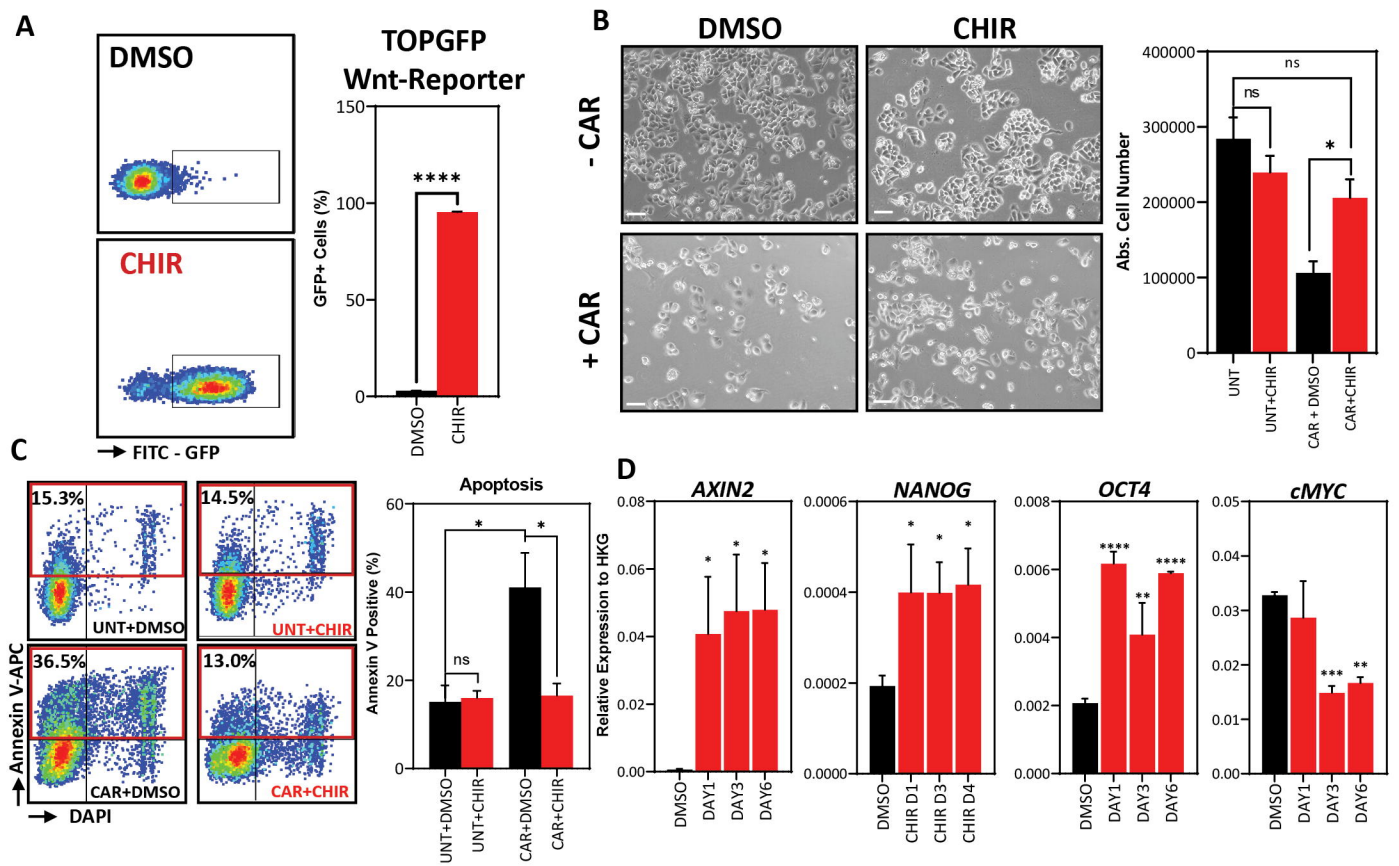 A
DMSO
CHIR
FITC - GFP
TOPGFP
Wnt-Reporter
GFP+ Cells (%)
150
100
50
0
****
DMSO
CHIR
B
DMSO
CHIR
- CAR
+ CAR
Abs. Cell Number
400000
300000
200000
100000
0
ns
ns
*
UNT
UNT+CHIR
CAR + DMSO
CAR+CHIR
C
15.3%
UNT+DMSO
14.5%
UNT+CHIR
36.5%
CAR+DMSO
13.0%
CAR+CHIR
Annexin V-APC
DAPI
Apoptosis
Annexin V Positive (%)
60
40
20
0
*
*
ns
UNT+DMSO
UNT+CHIR
CAR+DMSO
CAR+CHIR
D
Relative Expression to HKG
AXIN2
0.08
0.06
0.04
0.02
0.00
*
*
*
DMSO
DAY1
DAY3
DAY6
NANOG
0.0006
0.0004
0.0002
0.0000
*
*
*
DMSO
CHIR D1
CHIR D3
CHIR D4
OCT4
0.008
0.006
0.004
0.002
0.000
****
**
****
DMSO
DAY1
DAY3
DAY6
cMYC
0.05
0.04
0.03
0.02
0.01
0.00
***
**
DMSO
DAY1
DAY3
DAY6